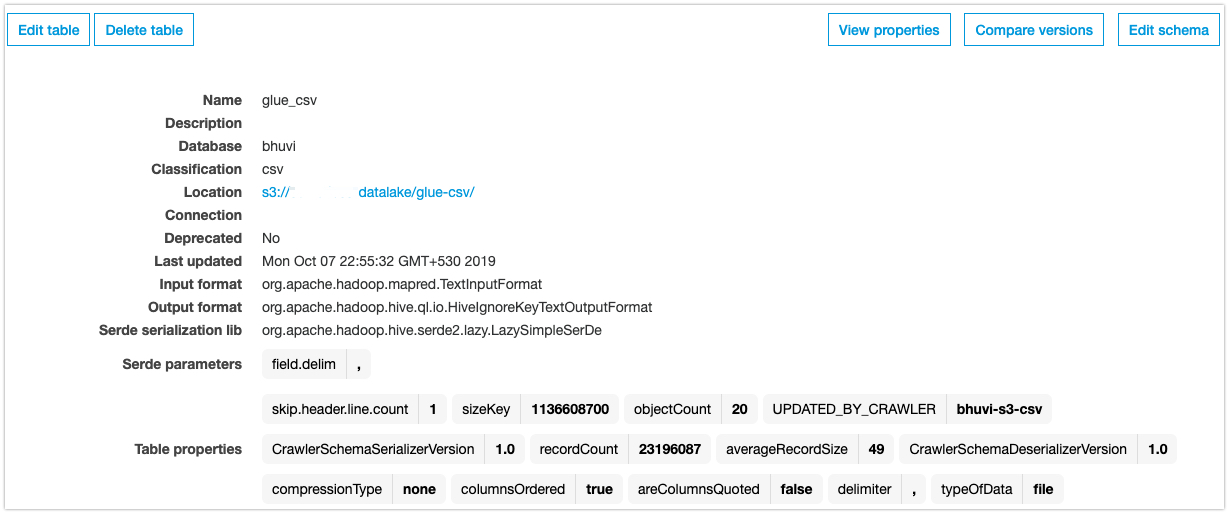 Edit table Delete table View properties Compare versions Edit schema
Name glue_csv
Description
Database bhuvi
Classification csv
Location s3:// datalake/glue-csv/
Connection
Deprecated No
Last updated Mon Oct 07 22:55:32 GMT+530 2019
Input format org.apache.hadoop.mapred.TextInputFormat
Output format org.apache.hadoop.hive.ql.io.HiveIgnoreKeyTextOutputFormat
Serde serialization lib org.apache.hadoop.hive.serde2.lazy.LazySimpleSerDe
Serde parameters field.delim ,
skip.header.line.count 1 sizeKey 1136608700 objectCount 20 UPDATED_BY_CRAWLER bhuvi-s3-csv
Table properties CrawlerSchemaSerializerVersion 1.0 recordCount 23196087 averageRecordSize 49 CrawlerSchemaDeserializerVersion 1.0
compressionType none columnsOrdered true areColumnsQuoted false delimiter , typeOfData file